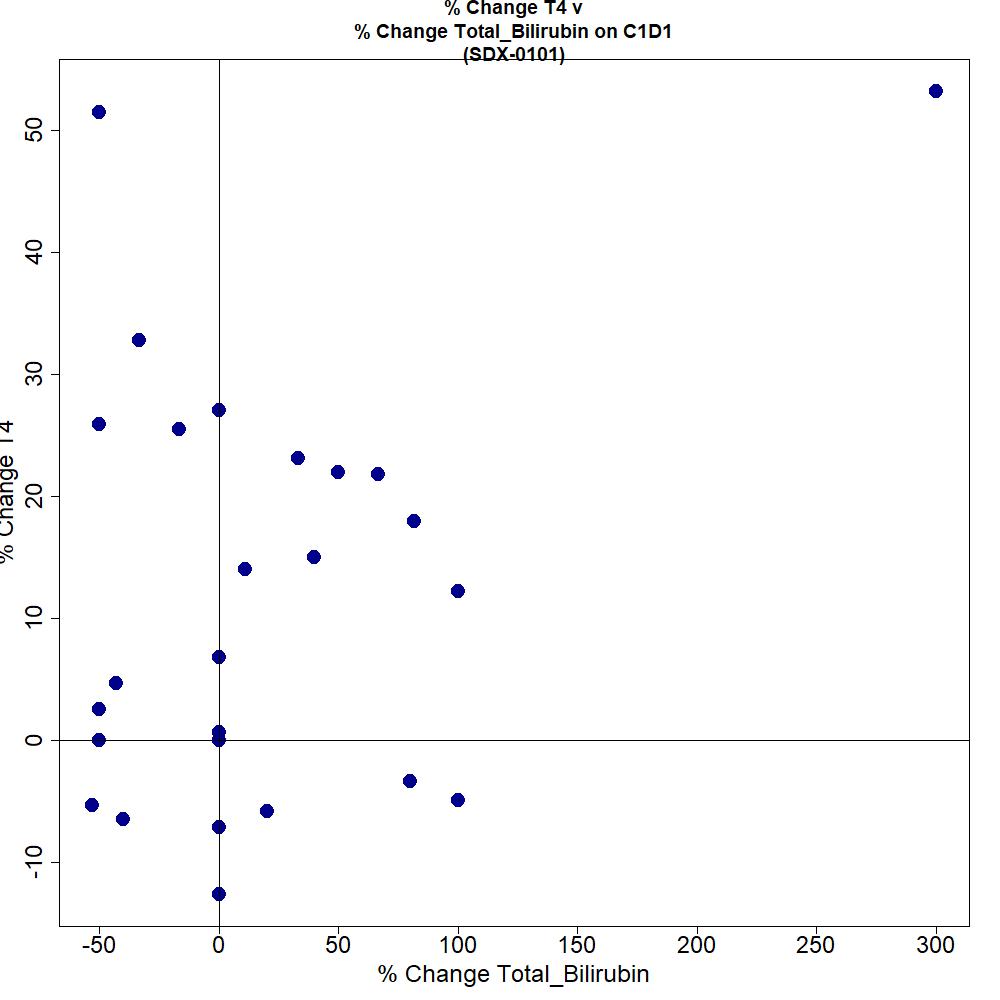 % Change T4 v
% Change Total_Bilirubin on C1D1
(SDX-0101)
% Change T4
50
40
30
20
10
0
-10
-50 0 50 100 150 200 250 300
% Change Total_Bilirubin